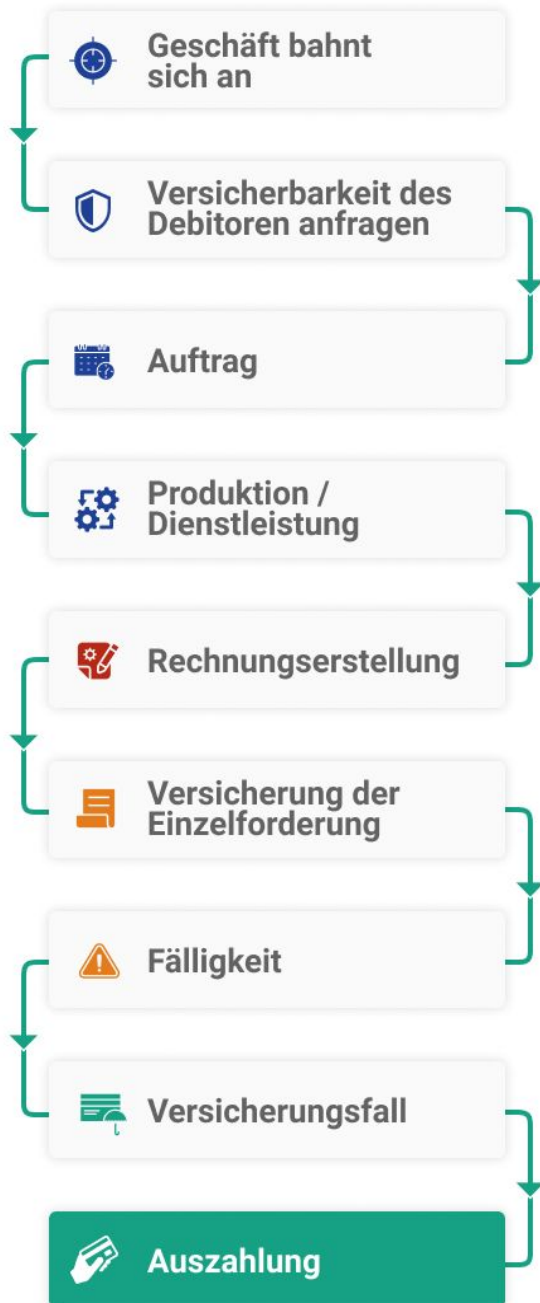 Geschäft bahnt
sich an
Versicherbarkeit des
Debitoren anfragen
Auftrag
Produktion /
Dienstleistung
Rechnungserstellung
Versicherung der
Einzelforderung
Fälligkeit
Versicherungsfall
Auszahlung